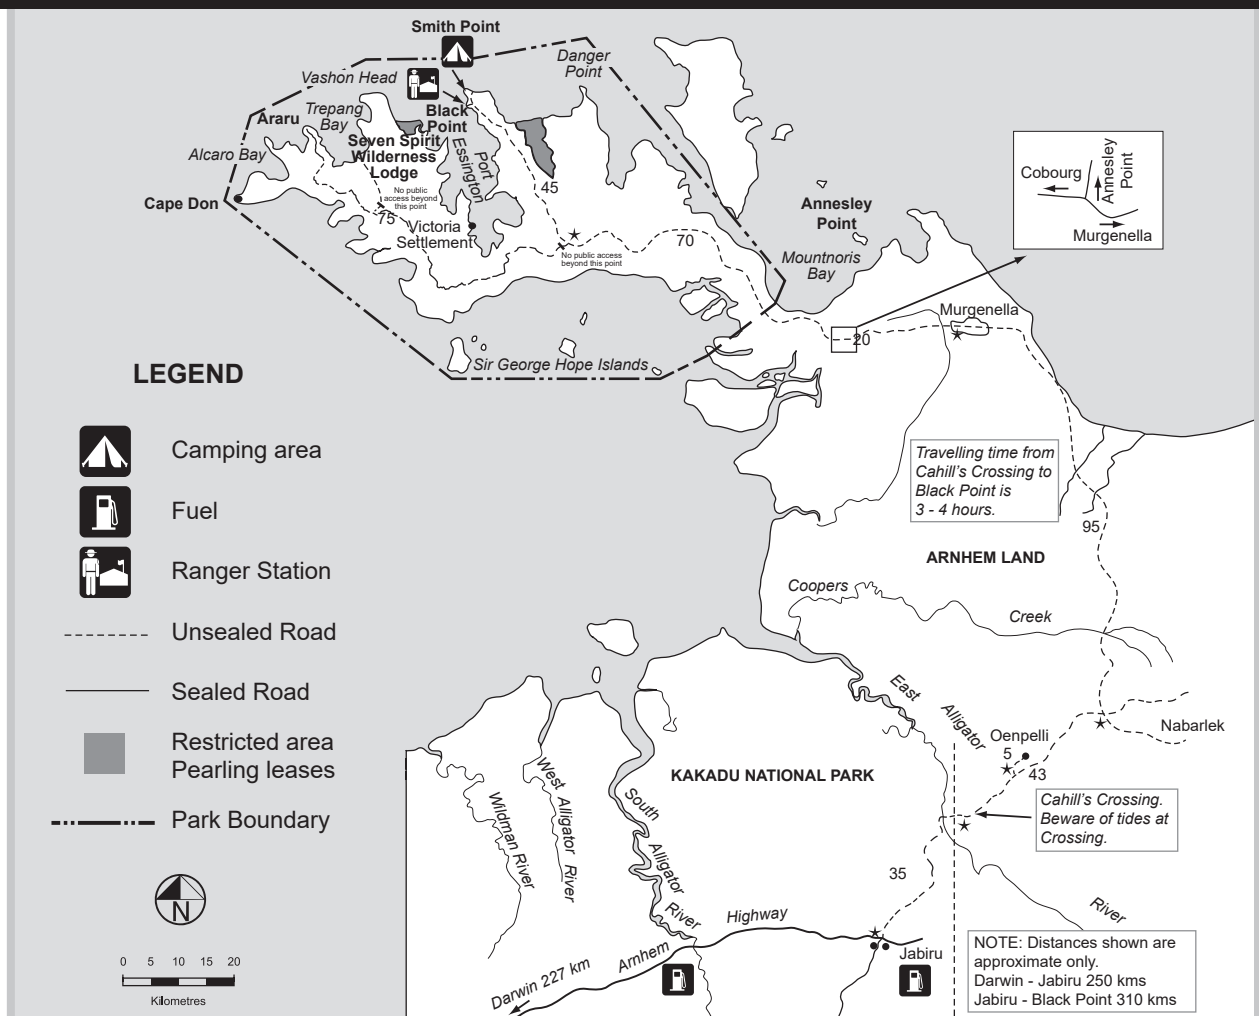 Smith Point
Danger
Point
Vashon Head
Trepang
Bay
Black
Point
Araru
Seven Spirit
Wilderness
Lodge
Port
Essington
Alcaro Bay
No public
access beyond
this point
45
Cape Don
75
Victoria
Settlement
No public access
beyond this point
70
Annesley
Point
Mountnoris
Bay
Cobourg
Annesley
Point
Murgenella
Murgenella
20
Sir George Hope Islands
LEGEND
Camping area
Fuel
Ranger Station
Unsealed Road
Sealed Road
Restricted area
Pearling leases
Park Boundary
N
0 5 10 15 20
Kilometres
Travelling time from
Cahill's Crossing to
Black Point is
3 - 4 hours.
95
ARNHEM LAND
Coopers
Creek
East
Alligator
Oenpelli
5
43
Nabarlek
KAKADU NATIONAL PARK
Cahill's Crossing.
Beware of tides at
Crossing.
Wildman River
West Alligator River
South
Alligator
River
35
River
Highway
Arnhem
Darwin 227 km
Jabiru
NOTE: Distances shown are
approximate only.
Darwin - Jabiru 250 kms
Jabiru - Black Point 310 kms